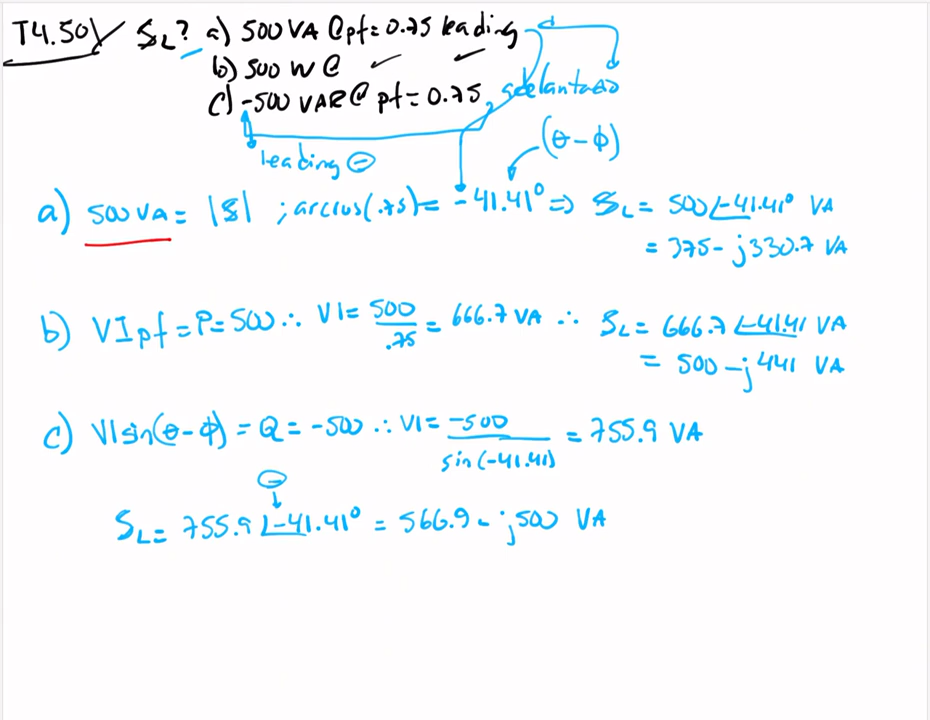 T4.50 S_L? a) 500 VA @ pf = 0.75 leading
b) 500 W @ ✓ ✓
c) -500 VAR @ pf = 0.75, adelantado
leading ⊖
(θ - φ)
a) 500 VA = |S| ; arccos(.75) = -41.41° ⇒ S_L = 500∠-41.41° VA
= 375 - j330.7 VA
b) VI pf = P = 500 ∴ VI = 500/.75 = 666.7 VA ∴ S_L = 666.7∠-41.41 VA
= 500 - j441 VA
c) VI sin(θ - φ) = Q = -500 ∴ VI = -500/sin(-41.41) = 755.9 VA
⊖
S_L = 755.9∠-41.41° = 566.9 - j500 VA